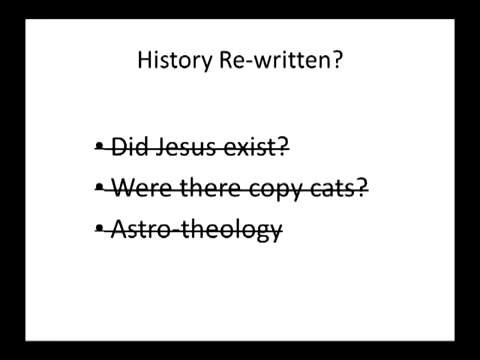 History Re-written?
• Did Jesus exist?
• Were there copy cats?
• Astro-theology